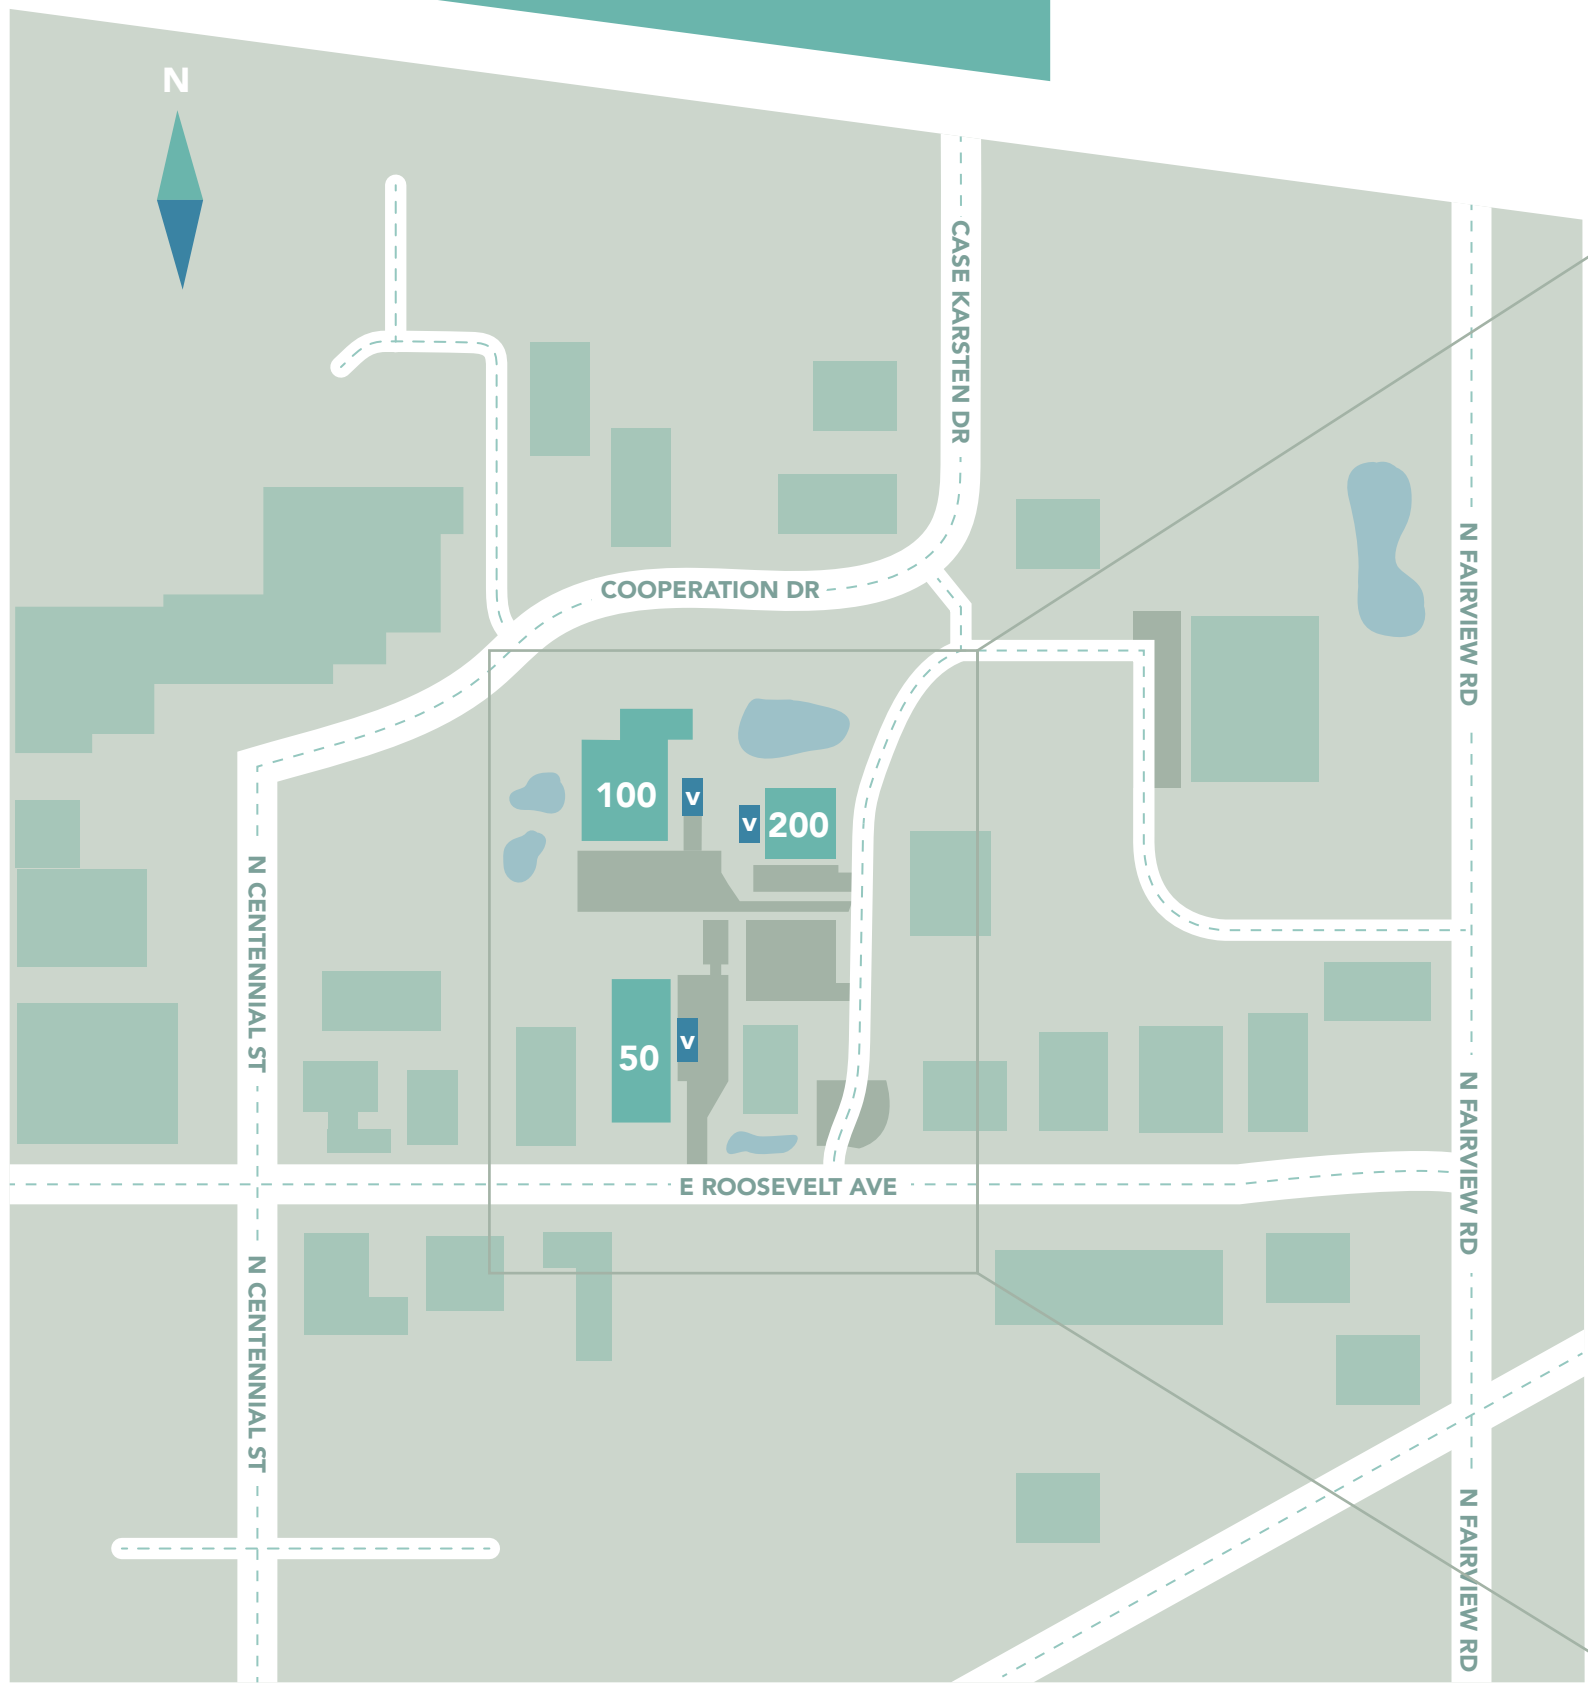 N
CASE KARSTEN DR
COOPERATION DR
N FAIRVIEW RD
100
V
V
200
N CENTENNIAL ST
50
V
N FAIRVIEW RD
E ROOSEVELT AVE
N CENTENNIAL ST
N FAIRVIEW RD